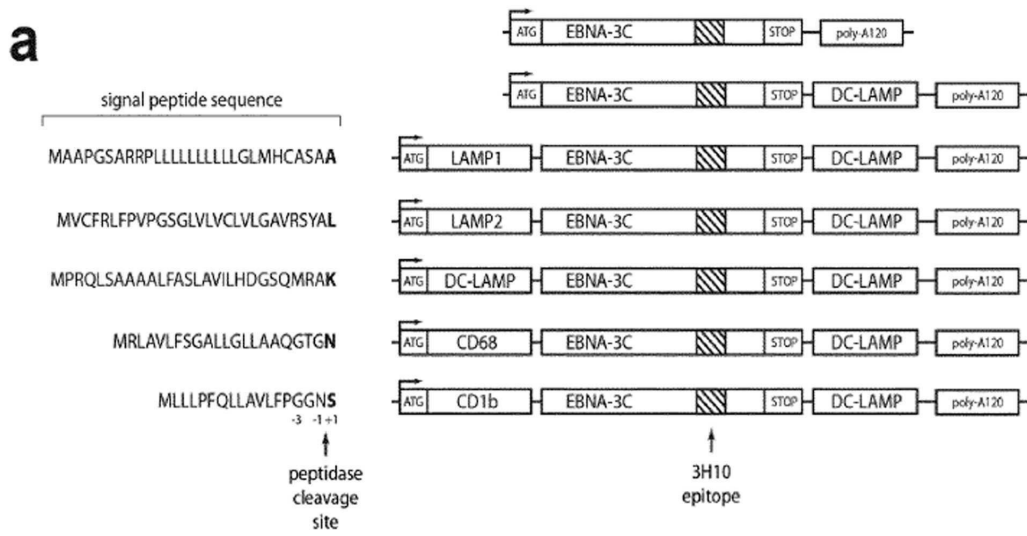 a
ATG EBNA-3C STOP poly-A120
ATG EBNA-3C STOP DC-LAMP poly-A120
signal peptide sequence
MAAPGSARRPLLLLLLLLLLGLMHCASAA ATG LAMP1 EBNA-3C STOP DC-LAMP poly-A120
MVCFRLFPVPGSGLVLVCLVLGAVRSYAL ATG LAMP2 EBNA-3C STOP DC-LAMP poly-A120
MPRQLSAAAALFASLAVILHDGSQMRAK ATG DC-LAMP EBNA-3C STOP DC-LAMP poly-A120
MRLAVLFSGALLGLLAAQGTGN ATG CD68 EBNA-3C STOP DC-LAMP poly-A120
MLLLPFQLLAVLFPGGNS ATG CD1b EBNA-3C STOP DC-LAMP poly-A120
-3 -1 +1
peptidase
cleavage
site
3H10
epitope